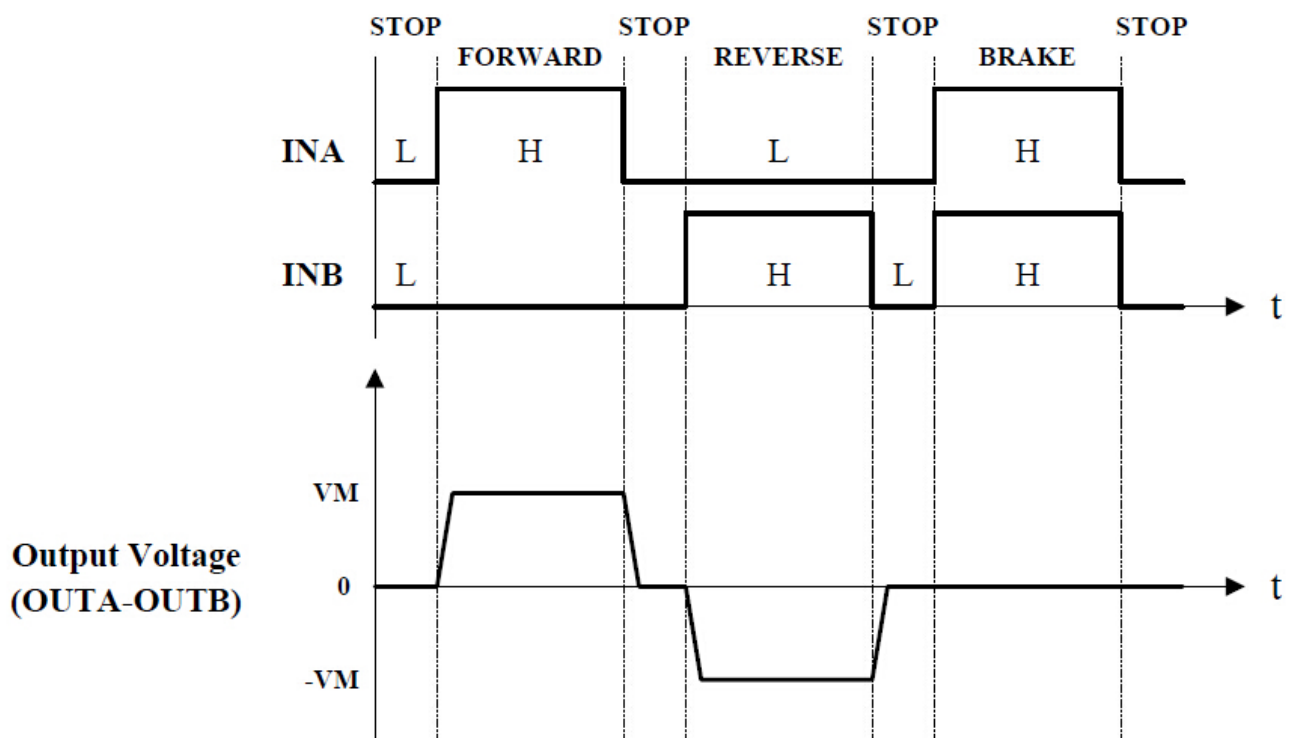 STOP STOP STOP STOP
FORWARD REVERSE BRAKE
INA L H L H
INB L H L H
t
VM
Output Voltage
(OUTA-OUTB)
0
t
-VM